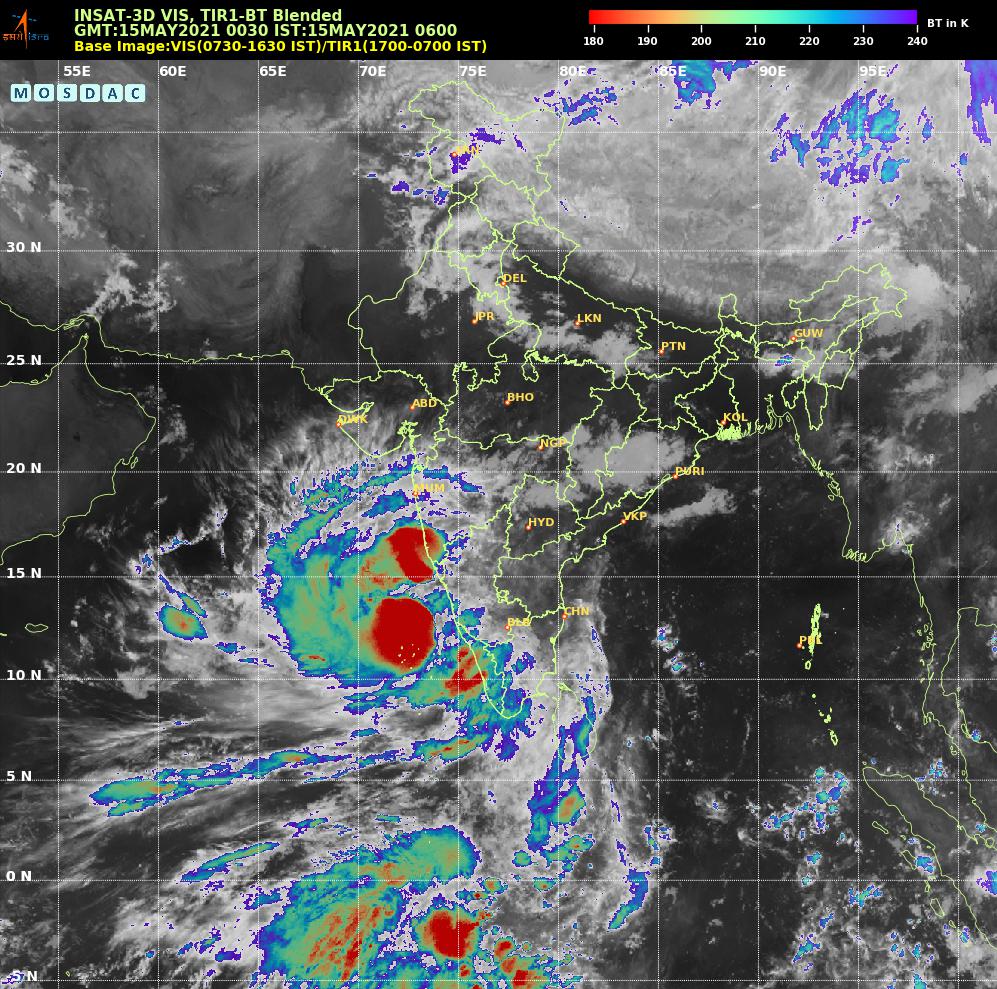 INSAT-3D VIS, TIR1-BT Blended
GMT:15MAY2021 0030 IST:15MAY2021 0600
Base Image:VIS(0730-1630 IST)/TIR1(1700-0700 IST)
BT in K
180 190 200 210 220 230 240
55E 60E 65E 70E 75E 80E 85E 90E 95E
MOSDAC
30 N
DEL
JPR LKN GUW
PTN
25 N
ABD BHO
DWK KOL
NGP
20 N PURI
MUM
HYD VKP
15 N
BLB CHN
PBL
10 N
5 N
0 N
5 N